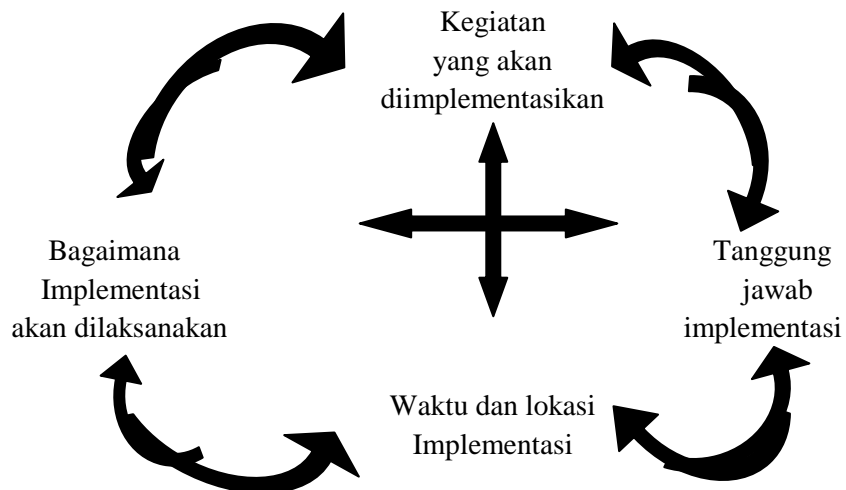 Kegiatan
yang akan
diimplementasikan
Bagaimana
Implementasi
akan dilaksanakan
Tanggung
jawab
implementasi
Waktu dan lokasi
Implementasi